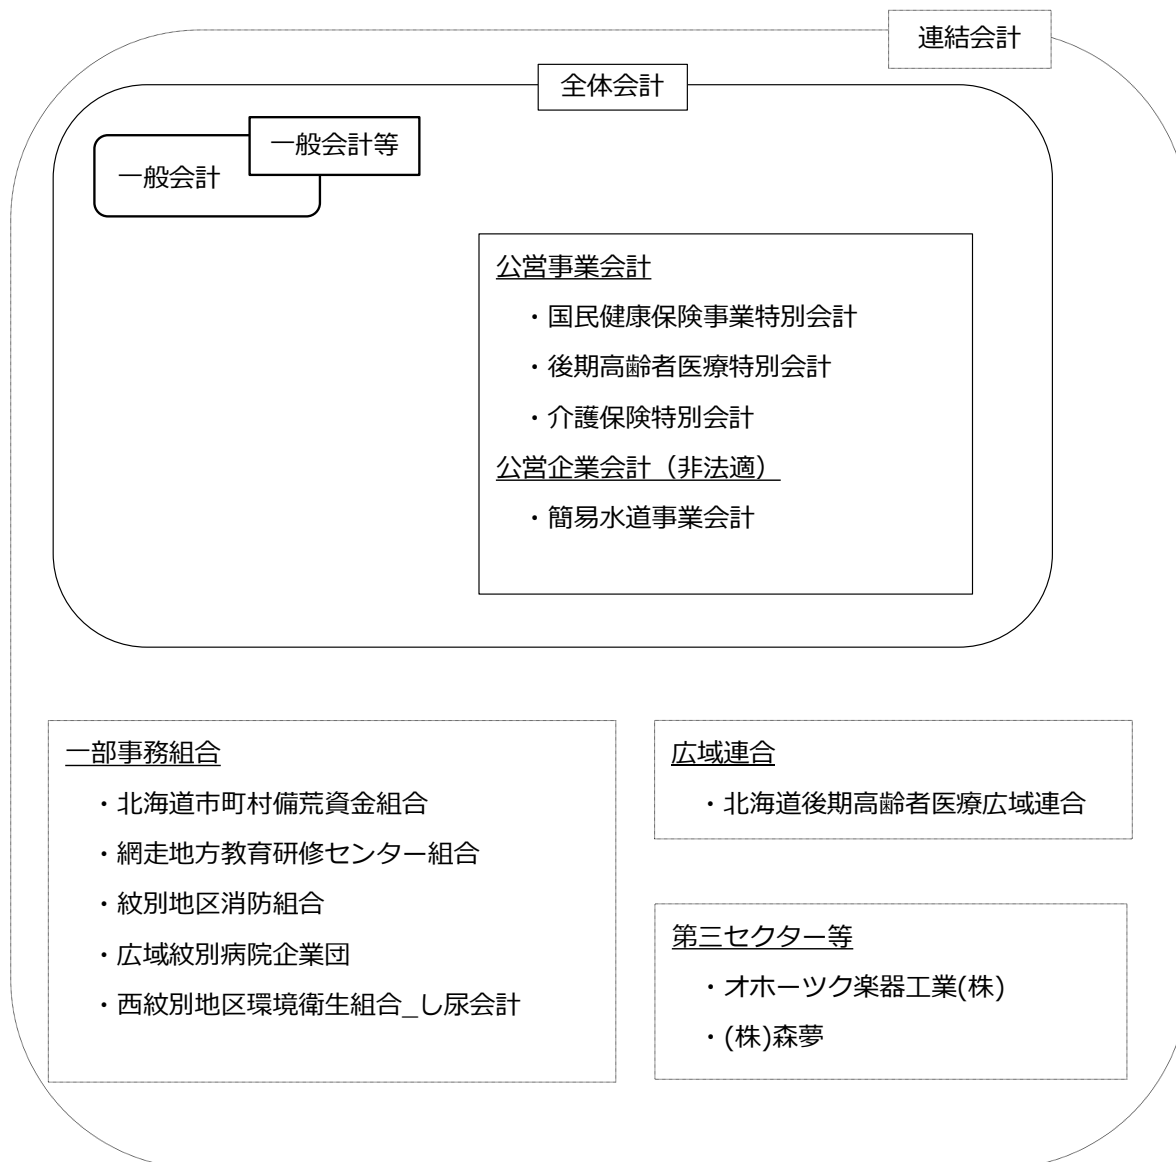 連結会計
全体会計
一般会計等
一般会計
公営事業会計
・国民健康保険事業特別会計
・後期高齢者医療特別会計
・介護保険特別会計
公営企業会計（非法適）
・簡易水道事業会計
一部事務組合
・北海道市町村備荒資金組合
・網走地方教育研修センター組合
・紋別地区消防組合
・広域紋別病院企業団
・西紋別地区環境衛生組合_し尿会計
広域連合
・北海道後期高齢者医療広域連合
第三セクター等
・オホーツク楽器工業(株)
・(株)森夢